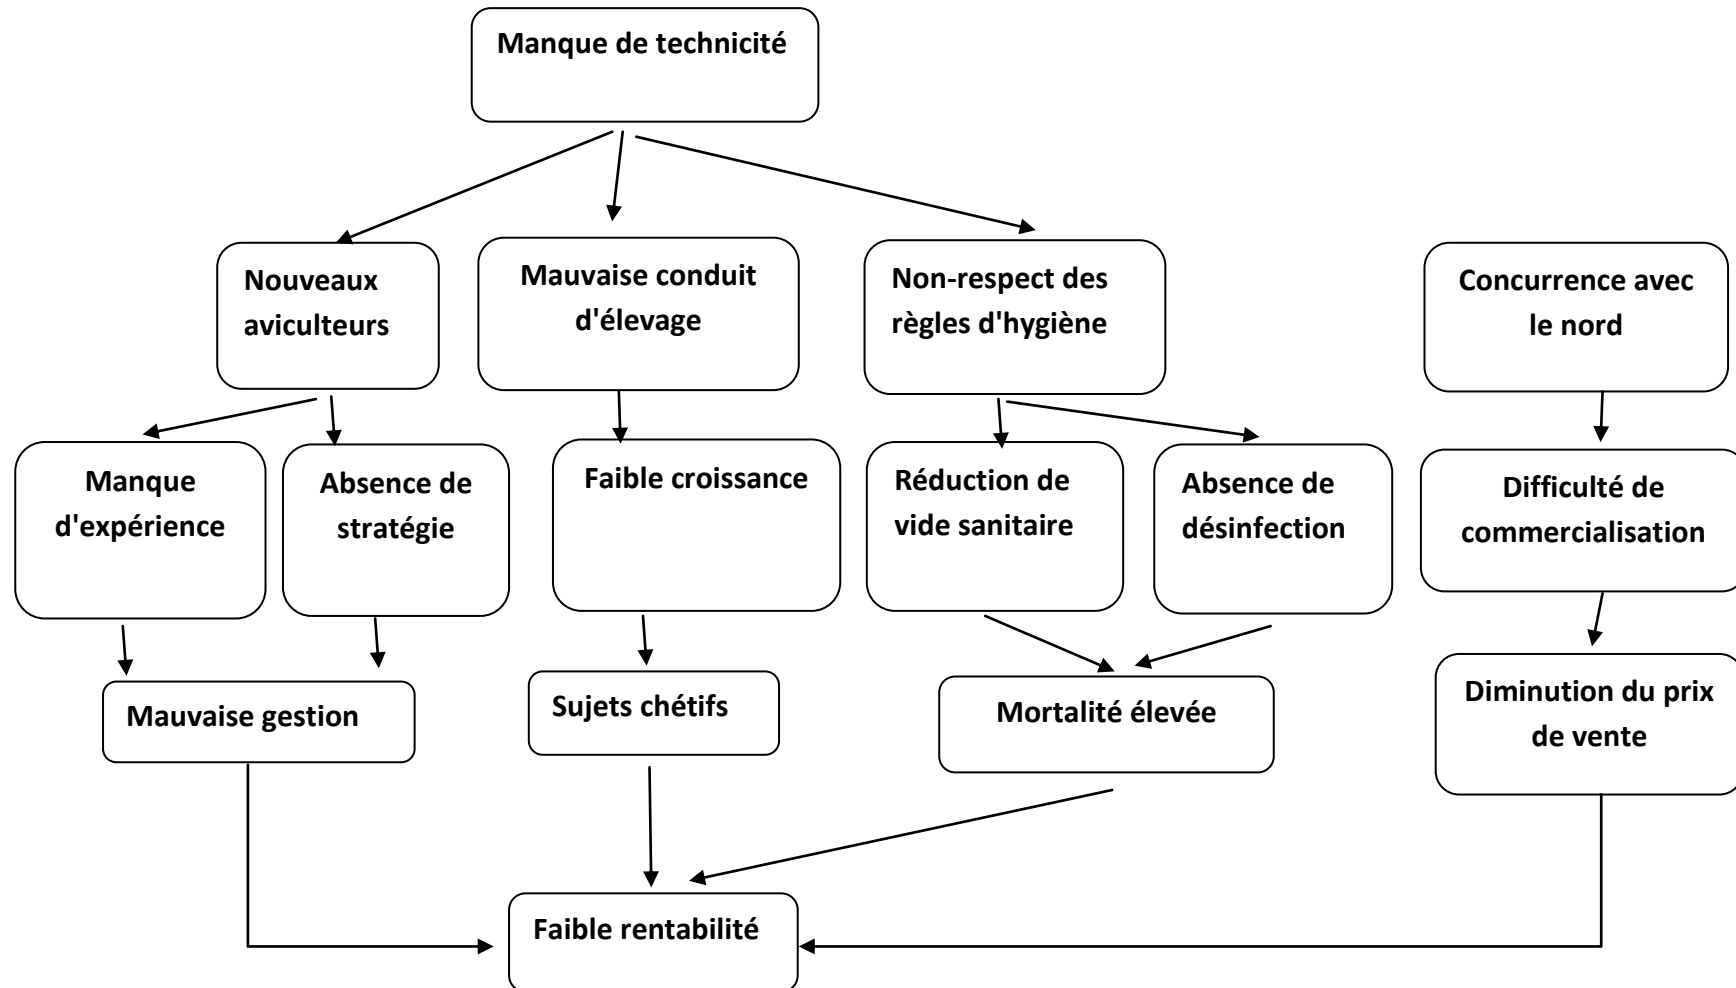 Manque de technicité
Nouveaux
aviculteurs
Mauvaise conduit
d'élevage
Non-respect des
règles d'hygiène
Concurrence avec
le nord
Manque
d'expérience
Absence de
stratégie
Faible croissance
Réduction de
vide sanitaire
Absence de
désinfection
Difficulté de
commercialisation
Mauvaise gestion
Sujets chétifs
Mortalité élevée
Diminution du prix
de vente
Faible rentabilité